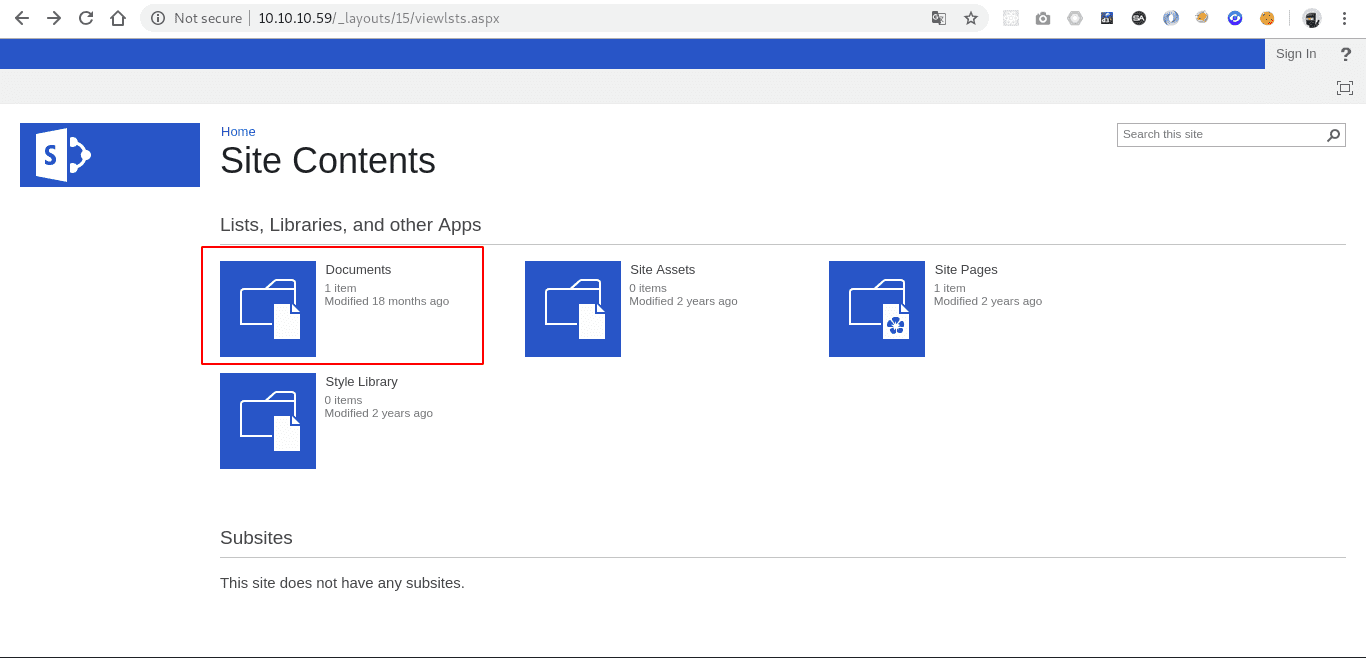 Not secure 10.10.10.59/_layouts/15/viewlsts.aspx
Sign In ?
S
Home
Search this site
Site Contents
Lists, Libraries, and other Apps
Documents
1 item
Modified 18 months ago
Site Assets
0 items
Modified 2 years ago
Site Pages
1 item
Modified 2 years ago
Style Library
0 items
Modified 2 years ago
Subsites
This site does not have any subsites.